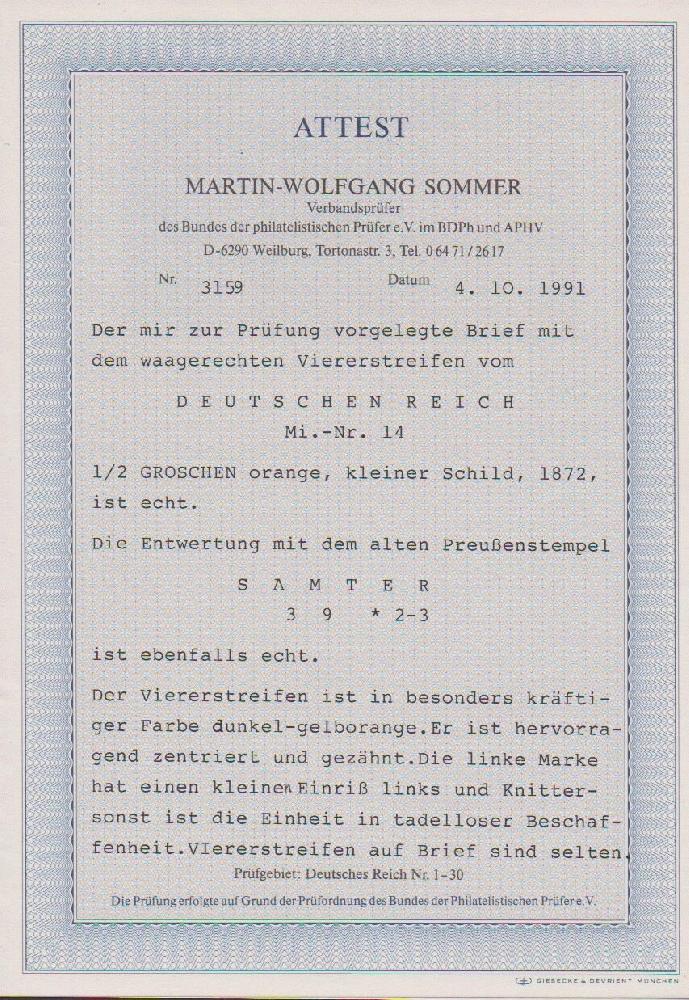 ATTEST
MARTIN-WOLFGANG SOMMER
Verbandsprüfer
des Bundes der philatelistischen Prüfer e.V. im BDPh und APHV
D-6290 Weilburg, Tortonastr. 3, Tel. 06471/2617
Nr. 3159 Datum 4. 10. 1991
Der mir zur Prüfung vorgelegte Brief mit
dem waagerechten Viererstreifen vom
D E U T S C H E N  R E I C H
Mi.-Nr. 14
1/2 GROSCHEN orange, kleiner Schild, 1872,
ist echt.
Die Entwertung mit dem alten Preußenstempel
S A M T E R
3 9 * 2-3
ist ebenfalls echt.
Der Viererstreifen ist in besonders kräfti-
ger Farbe dunkel-gelborange.Er ist hervorra-
gend zentriert und gezähnt.Die linke Marke
hat einen kleinen Einriß links und Knitter-
sonst ist die Einheit in tadelloser Beschaf-
fenheit.VIererstreifen auf Brief sind selten.
Prüfgebiet: Deutsches Reich Nr. 1-30
Die Prüfung erfolgte auf Grund der Prüfordnung des Bundes der Philatelistischen Prüfer e.V.
GIESECKE & DEVRIENT MÜNCHEN